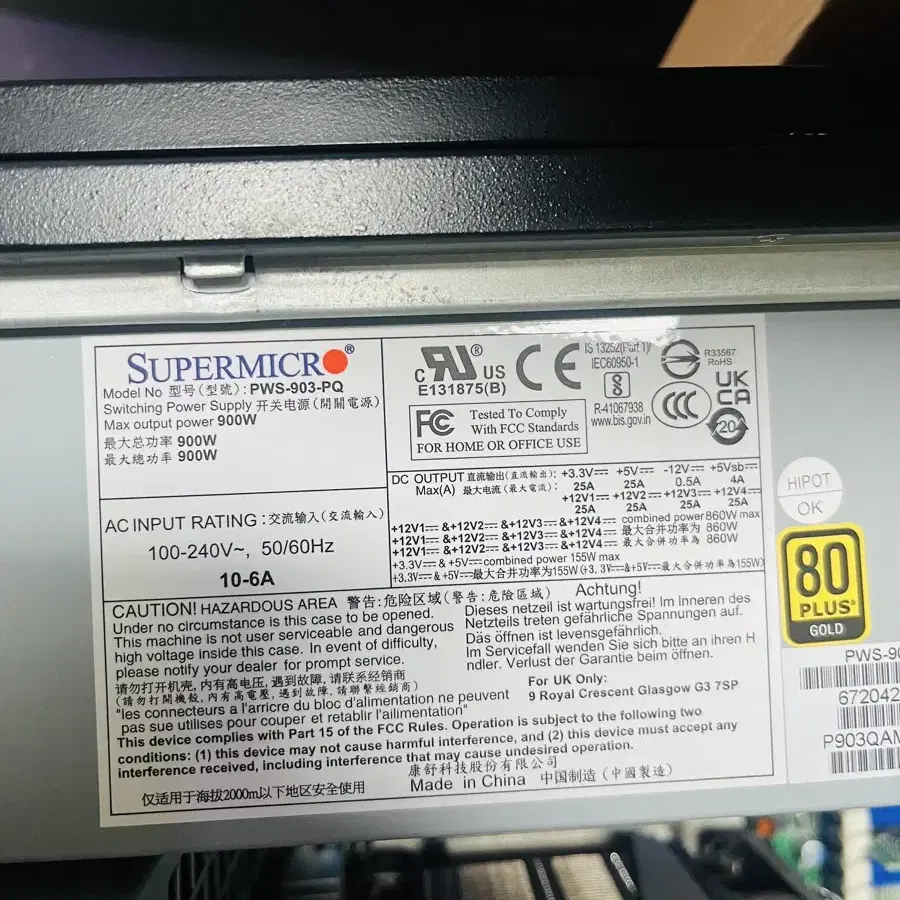 SUPERMICRO®
Model No 型号(型號): PWS-903-PQ
Switching Power Supply 开关电源(開關電源)
Max output power 900W
最大总功率 900W
最大總功率 900W
AC INPUT RATING : 交流输入(交流輸入)
100-240V~, 50/60Hz
10-6A
c RU ® US
E131875(B)
CE
IS 13252(Part 1)/
IEC60950-1
R-41067938
www.bis.gov.in
R33567
RoHS
UK
CA
CCC
20
FC Tested To Comply
With FCC Standards
FOR HOME OR OFFICE USE
DC OUTPUT 直流输出(直流輸出): +3.3V⎓ +5V⎓ -12V⎓ +5Vsb⎓
Max(A) 最大电流(最大電流): 25A 25A 0.5A 4A
+12V1⎓ +12V2⎓ +12V3⎓ +12V4⎓
25A 25A 25A 25A
+12V1⎓ &+12V2⎓ &+12V3⎓ &+12V4⎓ combined power 860W max
+12V1⎓ &+12V2⎓ &+12V3⎓ &+12V4⎓ 最大合并功率为 860W
+12V1⎓ &+12V2⎓ &+12V3⎓ &+12V4⎓ 最大合併功率為 860W
+3.3V⎓ & +5V⎓ combined power 155W max
+3.3V⎓ & +5V⎓ 最大合并功率为155W(+3.3V⎓&+5V⎓最大合併功率為155W)
CAUTION! HAZARDOUS AREA 警告:危险区域(警告:危險區域)
Under no circumstance is this case to be opened.
This machine is not user serviceable and dangerous
high voltage inside this case. In event of difficulty,
please notify your dealer for prompt service.
请勿打开机壳, 内有高电压, 遇到故障, 请联系经销商
(請勿打開機殼, 內有高電壓, 遇到故障, 請聯繫經銷商)
"les connecteurs a l'arricre du bloc d'alimentation ne peuvent
pas sue utilises pour couper et retablir l'ailimentation"
Achtung!
Dieses netzeil ist wartungsfrei! Im Inneren des
Netzteils treten gefährliche Spannungen auf.
Das öffnen ist levensgefährlich.
Im Servicefall wenden Sie sich bitte an ihren H
ndler. Verlust der Garantie beim öffnen.
For UK Only:
9 Royal Crescent Glasgow G3 7SP
This device complies with Part 15 of the FCC Rules. Operation is subject to the following two
conditions: (1) this device may not cause harmful interference, and (2) this device must accept any
interference received, including interference that may cause undesired operation.
康舒科技股份有限公司
Made in China 中国制造(中國製造)
仅适用于海拔2000m以下地区安全使用
HIPOT
OK
80
PLUS®
GOLD
PWS-90
672042
P903QAM